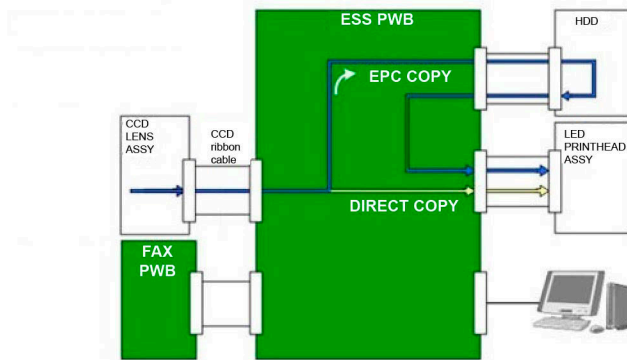 ESS PWB
HDD
EPC COPY
CCD
LENS
ASSY
CCD
ribbon
cable
LED
PRINTHEAD
ASSY
DIRECT COPY
FAX
PWB